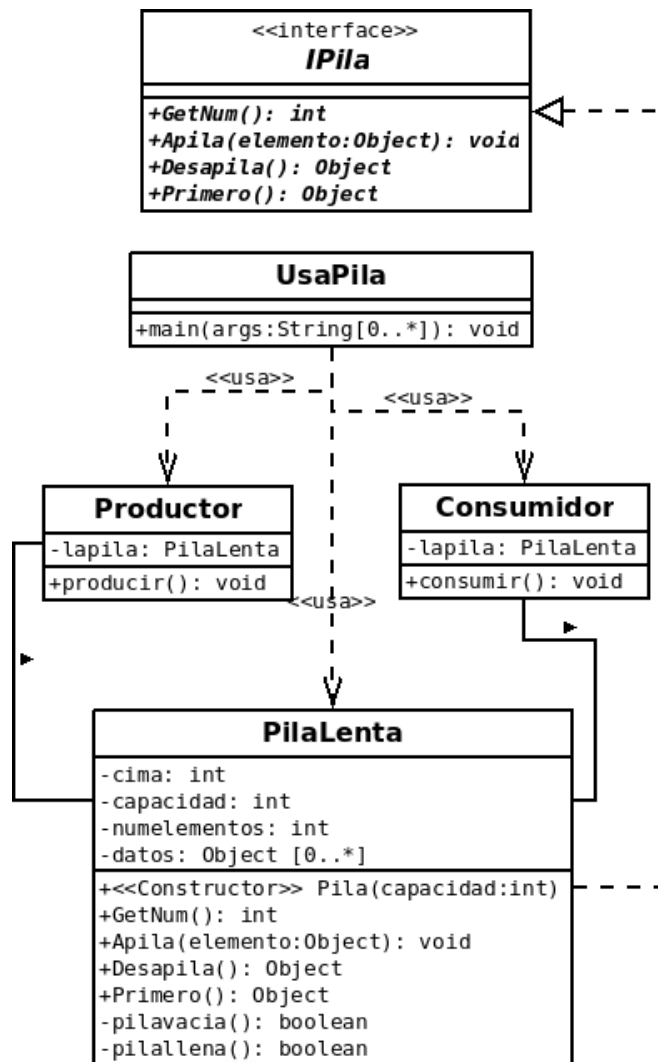 <<interface>>
IPila
+GetNum(): int
+Apila(elemento:Object): void
+Desapila(): Object
+Primero(): Object
UsaPila
+main(args:String[0..*]): void
<<usa>>
<<usa>>
Productor
-lapila: PilaLenta
+producir(): void
Consumidor
-lapila: PilaLenta
+consumir(): void
<<usa>>
PilaLenta
-cima: int
-capacidad: int
-numelementos: int
-datos: Object [0..*]
+<<Constructor>> Pila(capacidad:int)
+GetNum(): int
+Apila(elemento:Object): void
+Desapila(): Object
+Primero(): Object
-pilavacia(): boolean
-pilallena(): boolean